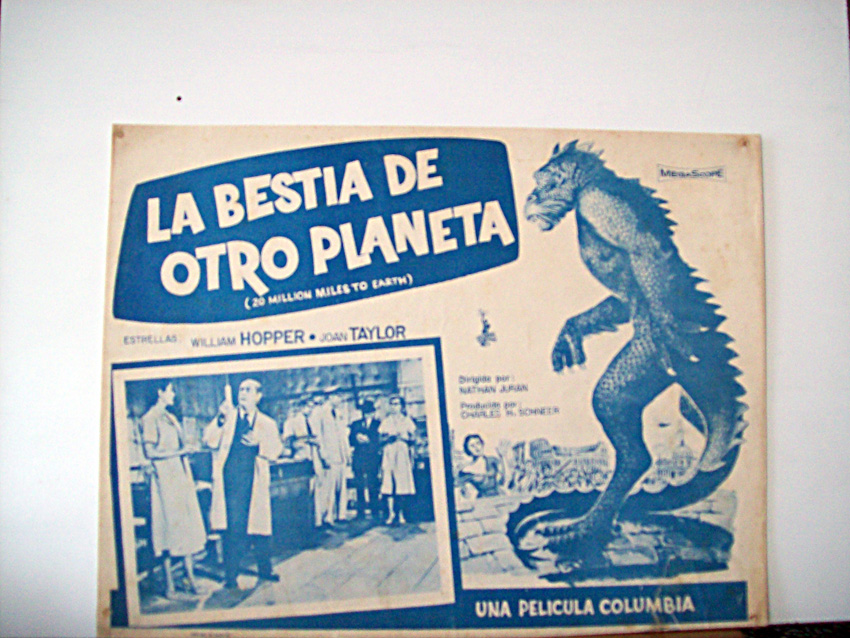 LA BESTIA DE
OTRO PLANETA
(20 MILLION MILES TO EARTH)
MEGASCOPE
ESTRELLAS: WILLIAM HOPPER • JOAN TAYLOR
Dirigida por:
NATHAN JURAN
Producida por:
CHARLES H. SCHNEER
UNA PELICULA COLUMBIA